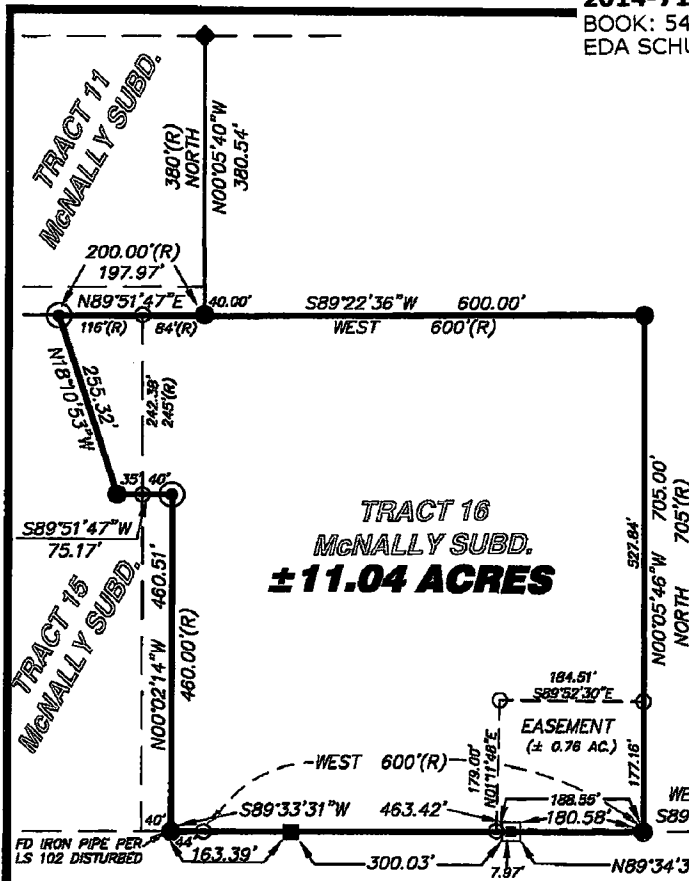 2014-71
BOOK: 54
EDA SCHU
TRACT 11
McNALLY SUBD.
380'(R)
NORTH
N00°05'40"W
380.54'
200.00'(R)
197.97'
N89°51'47"E
40.00'
S89°22'36"W 600.00'
WEST 600'(R)
116'(R) 84'(R)
N18°10'53"W
255.32'
242.38'
245'(R)
35' 40'
S89°51'47"W
75.17'
TRACT 16
McNALLY SUBD.
±11.04 ACRES
527.84'
N00°05'46"W 705.00'
NORTH 705'(R)
TRACT 15
McNALLY SUBD.
N00°02'14"W 460.51'
460.00'(R)
184.51'
S89°52'30"E
EASEMENT
(± 0.76 AC.)
179.00'
N01°11'48"E
177.16'
WEST 600'(R)
188.55'
180.58'
S89°33'31"W 463.42'
WE
S89
40'
44'
FD IRON PIPE PER
LS 102 DISTURBED
163.39'
300.03'
7.97'
N89°34'3